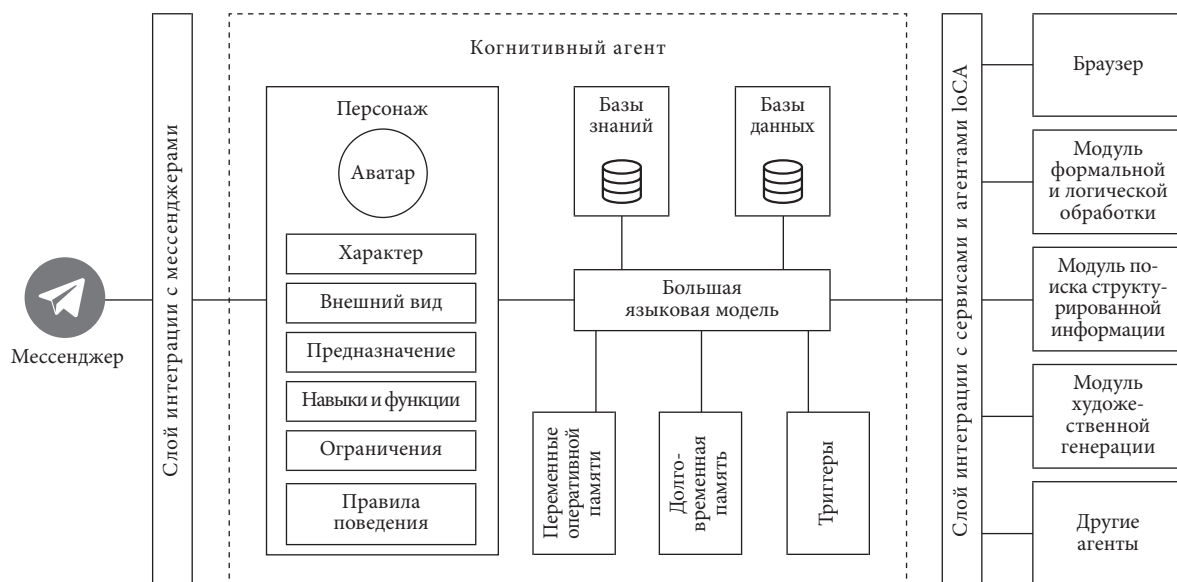 Мессенджер
Слой интеграции с мессенджерами
Когнитивный агент
Персонаж
Аватар
Характер
Внешний вид
Предназначение
Навыки и функции
Ограничения
Правила
поведения
Базы
знаний
Базы
данных
Большая
языковая модель
Переменные
оперативной
памяти
Долго-
временная
память
Триггеры
Слой интеграции с сервисами и агентами IoCA
Браузер
Модуль
формальной
и логической
обработки
Модуль по-
иска структу-
рированной
информации
Модуль
художе-
ственной
генерации
Другие
агенты